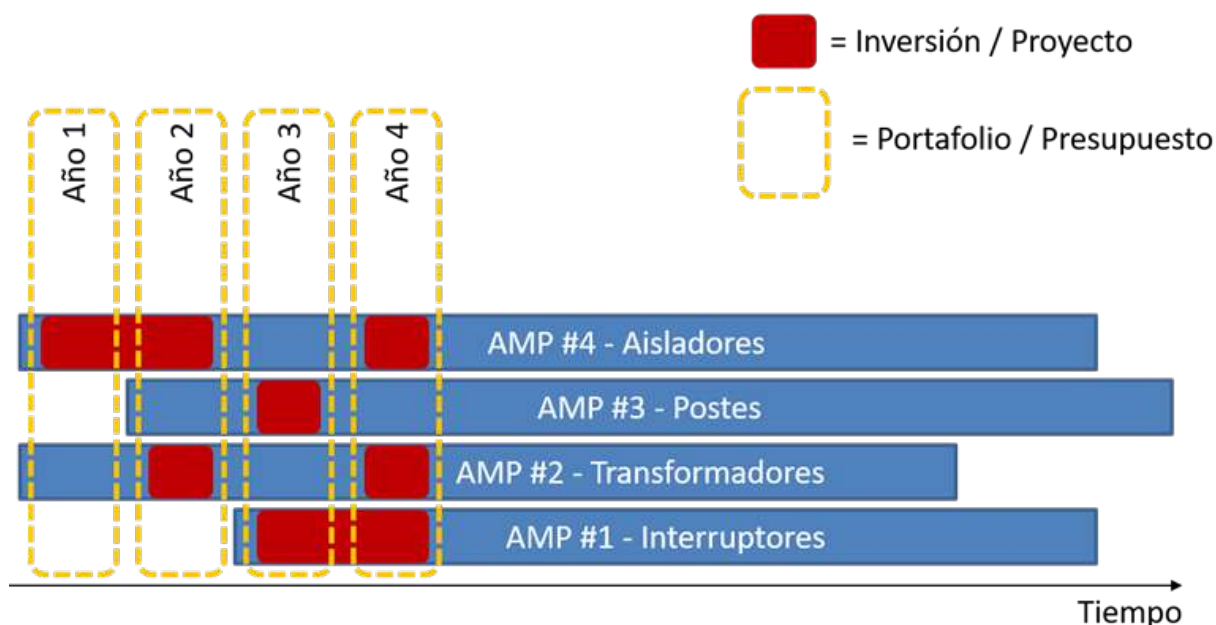 = Inversión / Proyecto
= Portafolio / Presupuesto
Año 1
Año 2
Año 3
Año 4
AMP #4 - Aisladores
AMP #3 - Postes
AMP #2 - Transformadores
AMP #1 - Interruptores
Tiempo